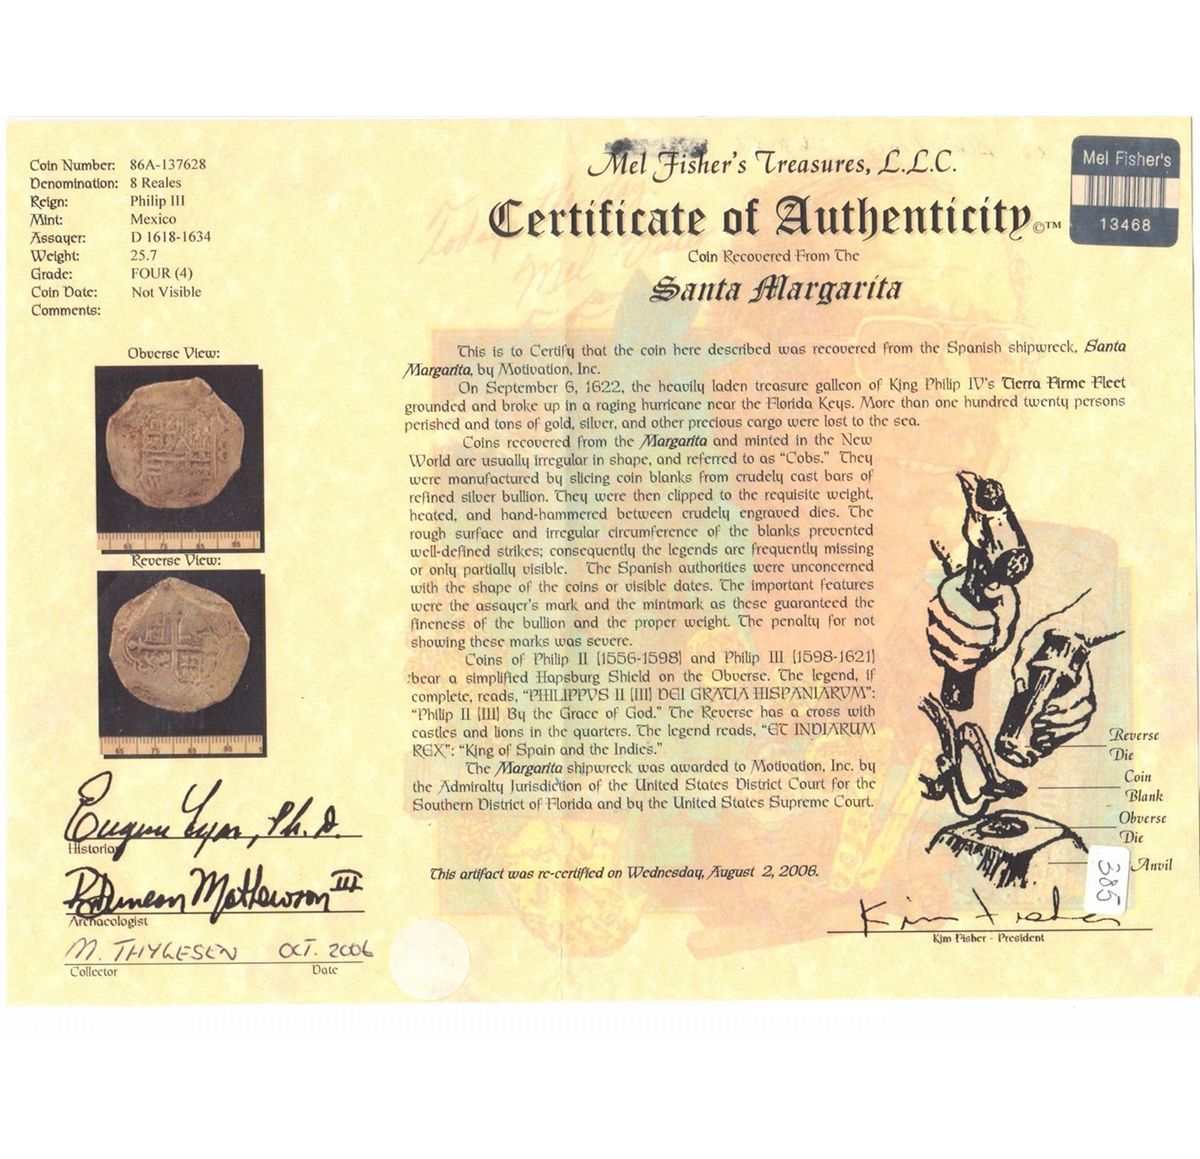 Coin Number: 86A-137628
Denomination: 8 Reales
Reign: Philip III
Mint: Mexico
Assayer: D 1618-1634
Weight: 25.7
Grade: FOUR (4)
Coin Date: Not Visible
Comments:
Obverse View:
65 75 85 95
Reverse View:
65 75 85 95 1
Eugene Lyon, Ph.D.
Historian
R Duncan Mathewson III
Archaeologist
M. THYGESEN OCT. 2006
Collector Date
Mel Fisher's Treasures, L.L.C.
Certificate of Authenticity©™
Coin Recovered From The
Santa Margarita
Mel Fisher's
13468
This is to Certify that the coin here described was recovered from the Spanish shipwreck, Santa
Margarita, by Motivation, Inc.
On September 6, 1622, the heavily laden treasure galleon of King Philip IV's Tierra Firme Fleet
grounded and broke up in a raging hurricane near the Florida Keys. More than one hundred twenty persons
perished and tons of gold, silver, and other precious cargo were lost to the sea.
Coins recovered from the Margarita and minted in the New
World are usually irregular in shape, and referred to as "Cobs." They
were manufactured by slicing coin blanks from crudely cast bars of
refined silver bullion. They were then clipped to the requisite weight,
heated, and hand-hammered between crudely engraved dies. The
rough surface and irregular circumference of the blanks prevented
well-defined strikes; consequently the legends are frequently missing
or only partially visible. The Spanish authorities were unconcerned
with the shape of the coins or visible dates. The important features
were the assayer's mark and the mintmark as these guaranteed the
fineness of the bullion and the proper weight. The penalty for not
showing these marks was severe.
Coins of Philip II (1556-1598) and Philip III (1598-1621)
bear a simplified Hapsburg Shield on the Obverse. The legend, if
complete, reads, "PHILIPPVS II (III) DEI GRATIA HISPANIARVM":
"Philip II (III) By the Grace of God." The Reverse has a cross with
castles and lions in the quarters. The legend reads, "ET INDIARUM
REX": "King of Spain and the Indies."
The Margarita shipwreck was awarded to Motivation, Inc. by
the Admiralty Jurisdiction of the United States District Court for the
Southern District of Florida and by the United States Supreme Court.
This artifact was re-certified on Wednesday, August 2, 2006.
Reverse
Die
Coin
Blank
Obverse
Die
Anvil
385
Kim Fisher
Kim Fisher - President